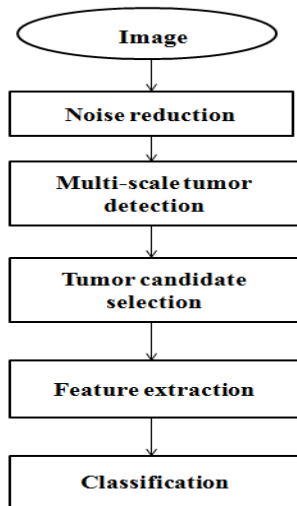 Image
Noise reduction
Multi-scale tumor
detection
Tumor candidate
selection
Feature extraction
Classification